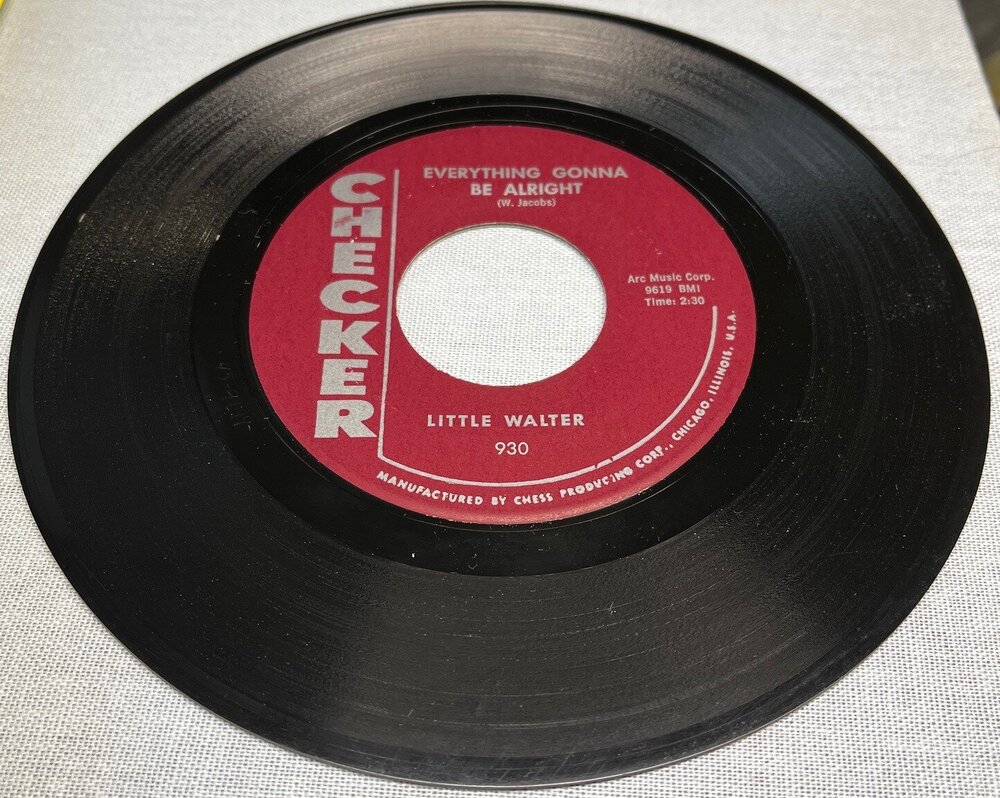 CHECKER
EVERYTHING GONNA
BE ALRIGHT
(W. Jacobs)
Arc Music Corp.
9619 BMI
Time: 2:30
LITTLE WALTER
930
MANUFACTURED BY CHESS PRODUCING CORP., CHICAGO, ILLINOIS, U.S.A.